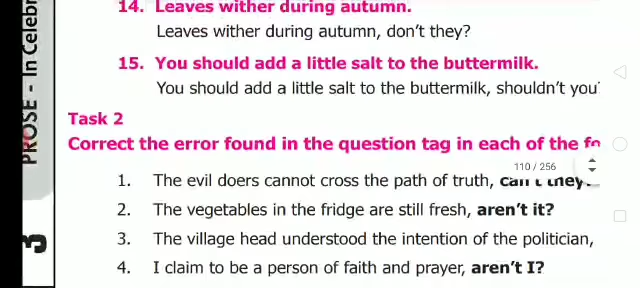 14. Leaves wither during autumn.
Leaves wither during autumn, don't they?
15. You should add a little salt to the buttermilk.
You should add a little salt to the buttermilk, shouldn't you
Task 2
Correct the error found in the question tag in each of the
110 / 256
1. The evil doers cannot cross the path of truth, can't they
2. The vegetables in the fridge are still fresh, aren't it?
3. The village head understood the intention of the politician,
4. I claim to be a person of faith and prayer, aren't I?
PROSE - In Celebr
3